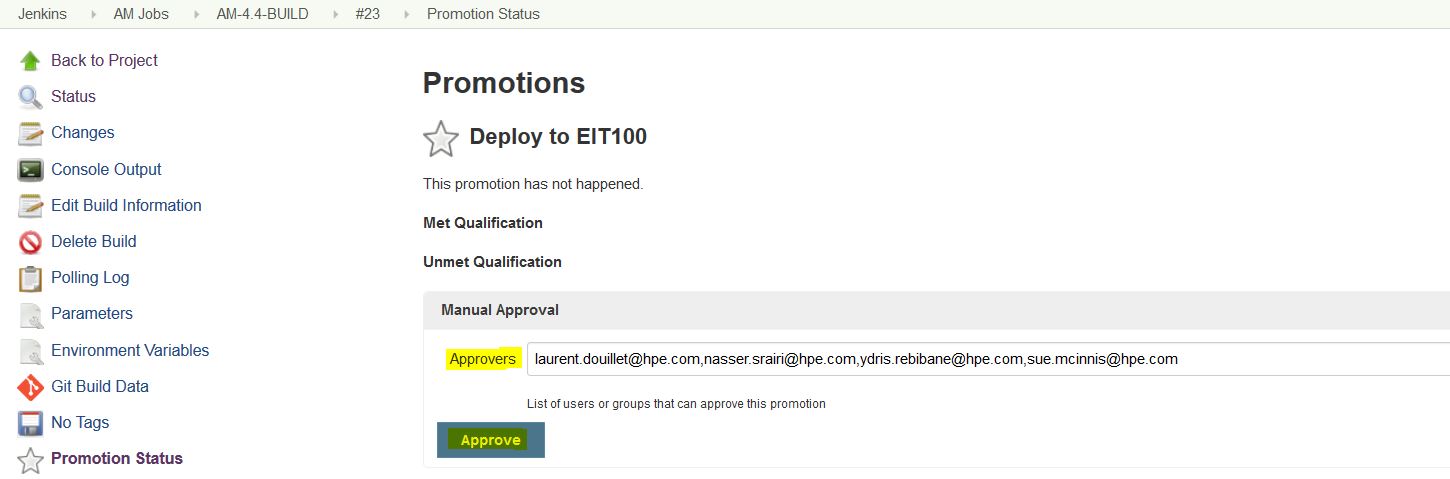 Jenkins AM Jobs AM-4.4-BUILD #23 Promotion Status
Back to Project
Status
Changes
Console Output
Edit Build Information
Delete Build
Polling Log
Parameters
Environment Variables
Git Build Data
No Tags
Promotion Status
Promotions
Deploy to EIT100
This promotion has not happened.
Met Qualification
Unmet Qualification
Manual Approval
Approvers laurent.douillet@hpe.com,nasser.srairi@hpe.com,ydris.rebibane@hpe.com,sue.mcinnis@hpe.com
List of users or groups that can approve this promotion
Approve